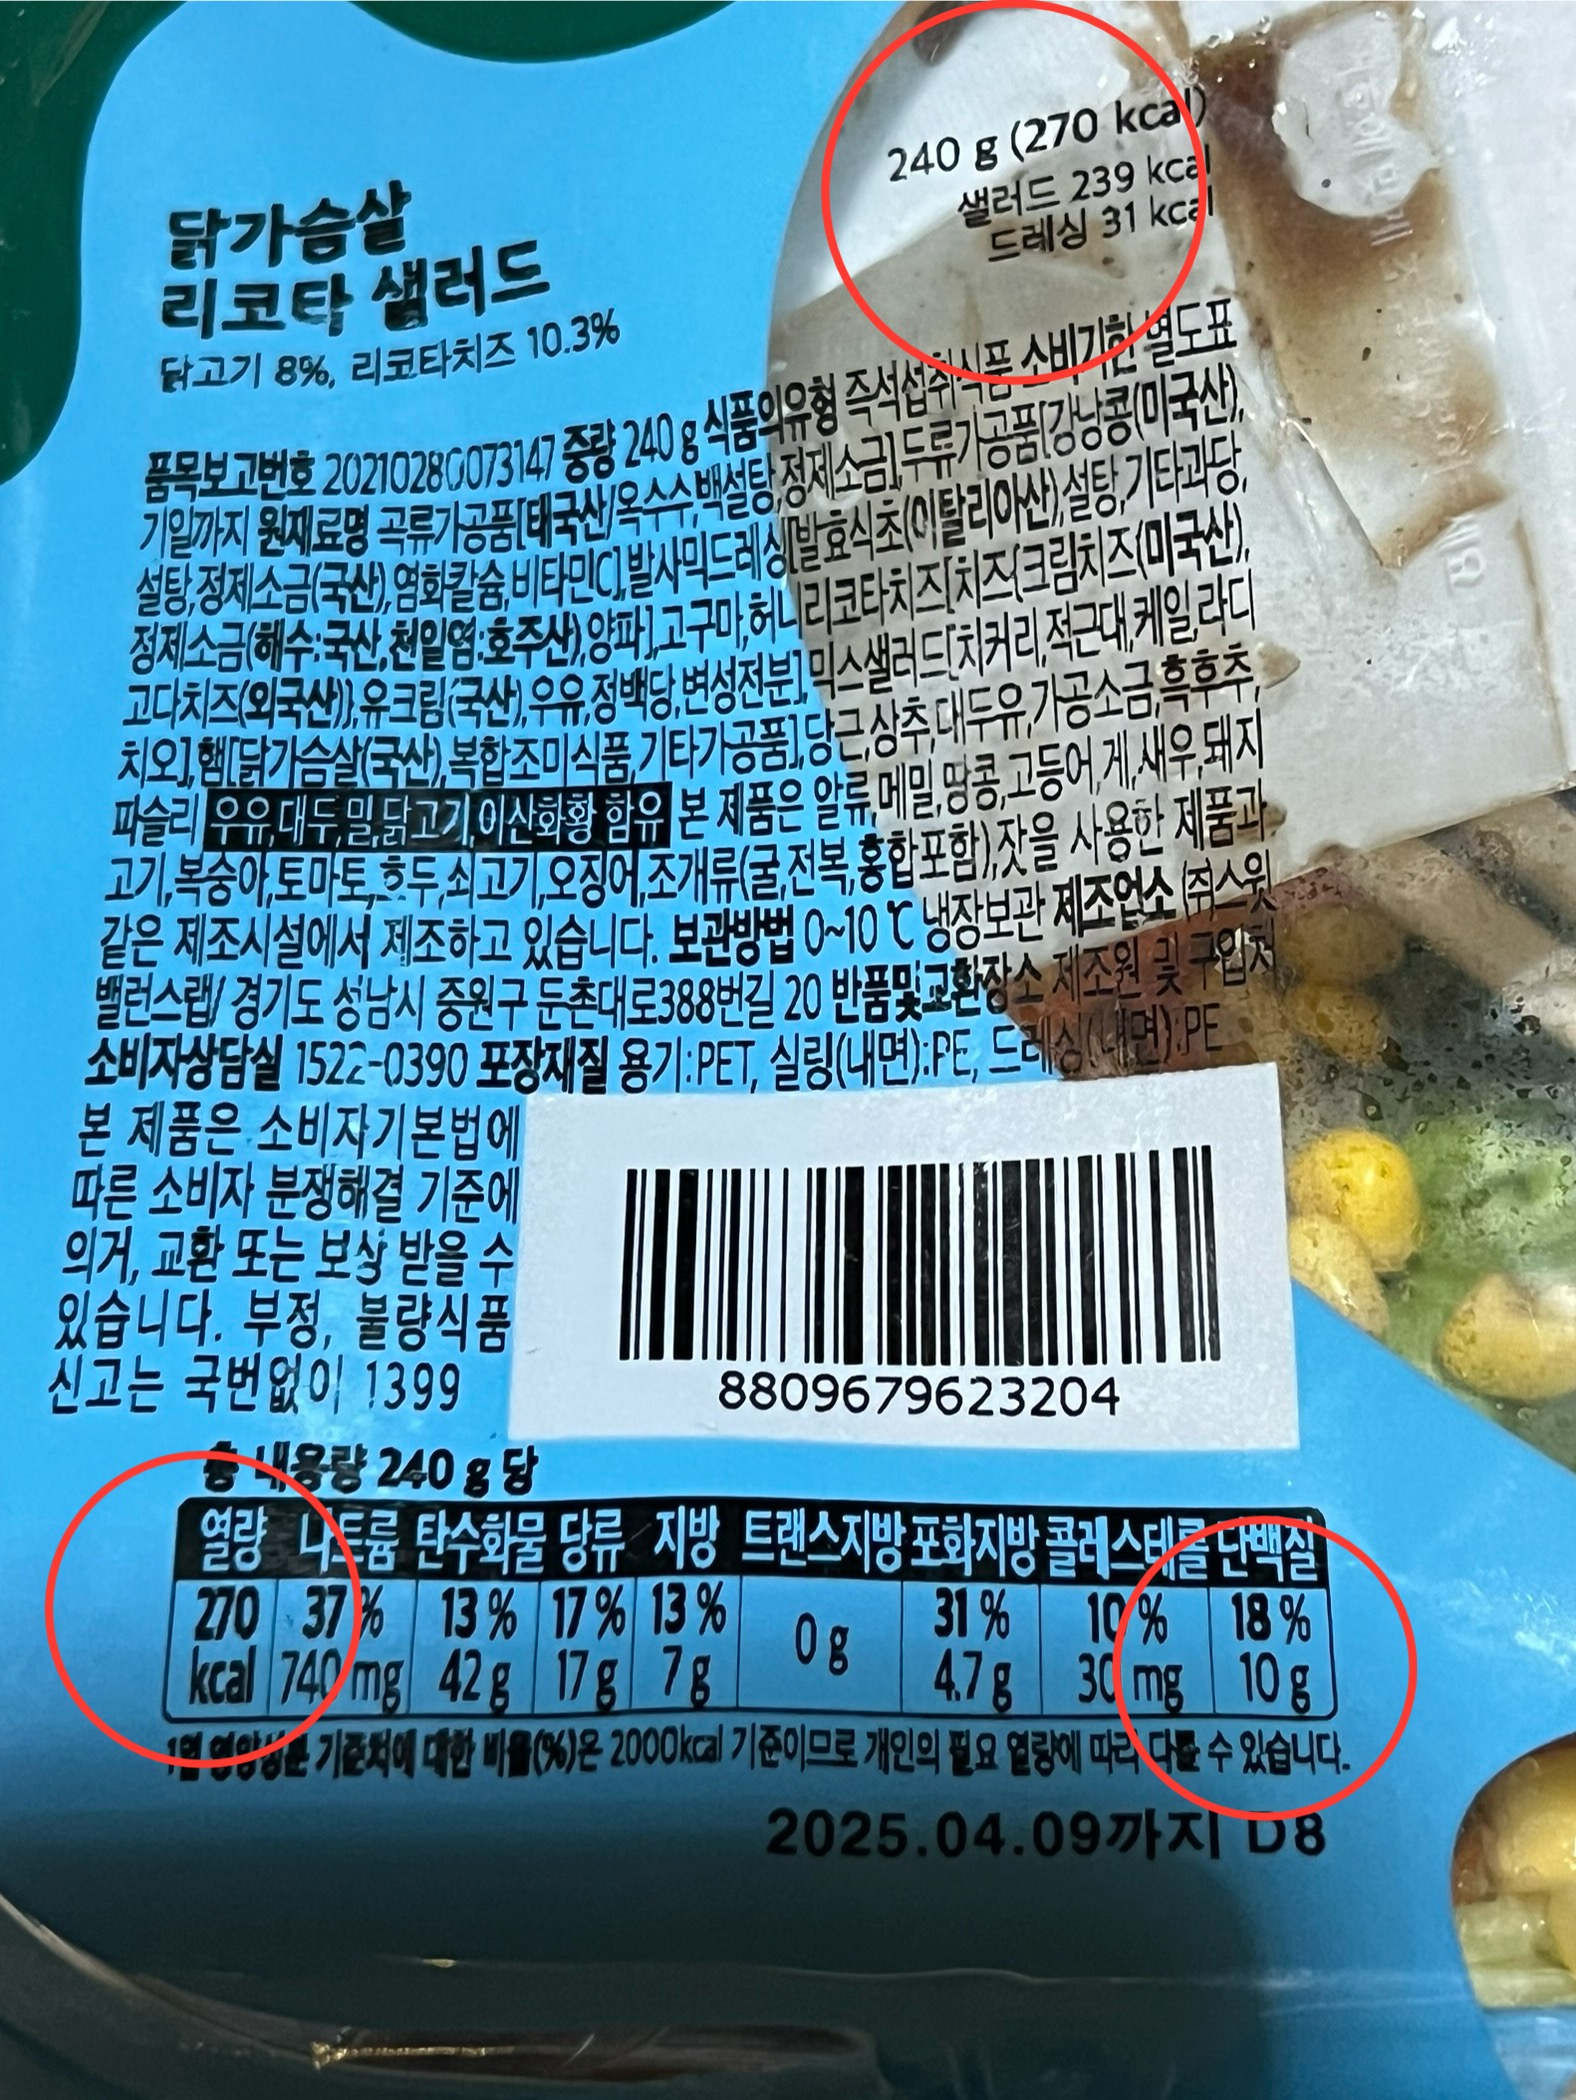 240 g (270 kcal)
샐러드 239 kcal
드레싱 31 kcal
닭가슴살
리코타 샐러드
닭고기 8%, 리코타치즈 10.3%
품목보고번호 20210280073147 중량 240 g 식품의유형 즉석섭취식품 소비기한 별도표
기일까지 원재료명 곡류가공품[태국산/옥수수,백설탕,정제소금],두류가공품[강낭콩(미국산),
설탕,정제소금(국산),염화칼슘,비타민C],발사믹드레싱[발효식초(이탈리아산),설탕,기타과당,
정제소금(해수:국산,천일염:호주산),양파],고구마,허니리코타치즈[치즈{크림치즈(미국산),
고다치즈(외국산)},유크림(국산),우유,정백당,변성전분],믹스샐러드[치커리,적근대,케일,라디
치오],햄[닭가슴살(국산),복합조미식품,기타가공품],당근,상추,대두유,가공소금,흑후추,
파슬리 우유,대두,밀,닭고기,이산화황 함유 본 제품은 알류,메밀,땅콩,고등어,게,새우,돼지
고기,복숭아,토마토,호두,쇠고기,오징어,조개류(굴,전복,홍합포함),잣을 사용한 제품과
같은 제조시설에서 제조하고 있습니다. 보관방법 0~10 ℃ 냉장보관 제조업소 (주)스윗
밸런스랩/ 경기도 성남시 중원구 둔촌대로388번길 20 반품및교환장소 제조원 및 구입처
소비자상담실 1522-0390 포장재질 용기:PET, 실링(내면):PE, 드레싱(내면):PE
본 제품은 소비자기본법에
따른 소비자 분쟁해결 기준에
의거, 교환 또는 보상 받을 수
있습니다. 부정, 불량식품
신고는 국번없이 1399
8809679623204
총 내용량 240 g 당
열량 나트륨 탄수화물 당류 지방 트랜스지방 포화지방 콜레스테롤 단백질
270 37 % 13 % 17 % 13 % 0 g 31 % 10 % 18 %
kcal 740 mg 42 g 17 g 7 g 4.7 g 30 mg 10 g
1일 영양성분 기준치에 대한 비율(%)은 2000kcal 기준이므로 개인의 필요 열량에 따라 다를 수 있습니다.
2025.04.09까지 D8